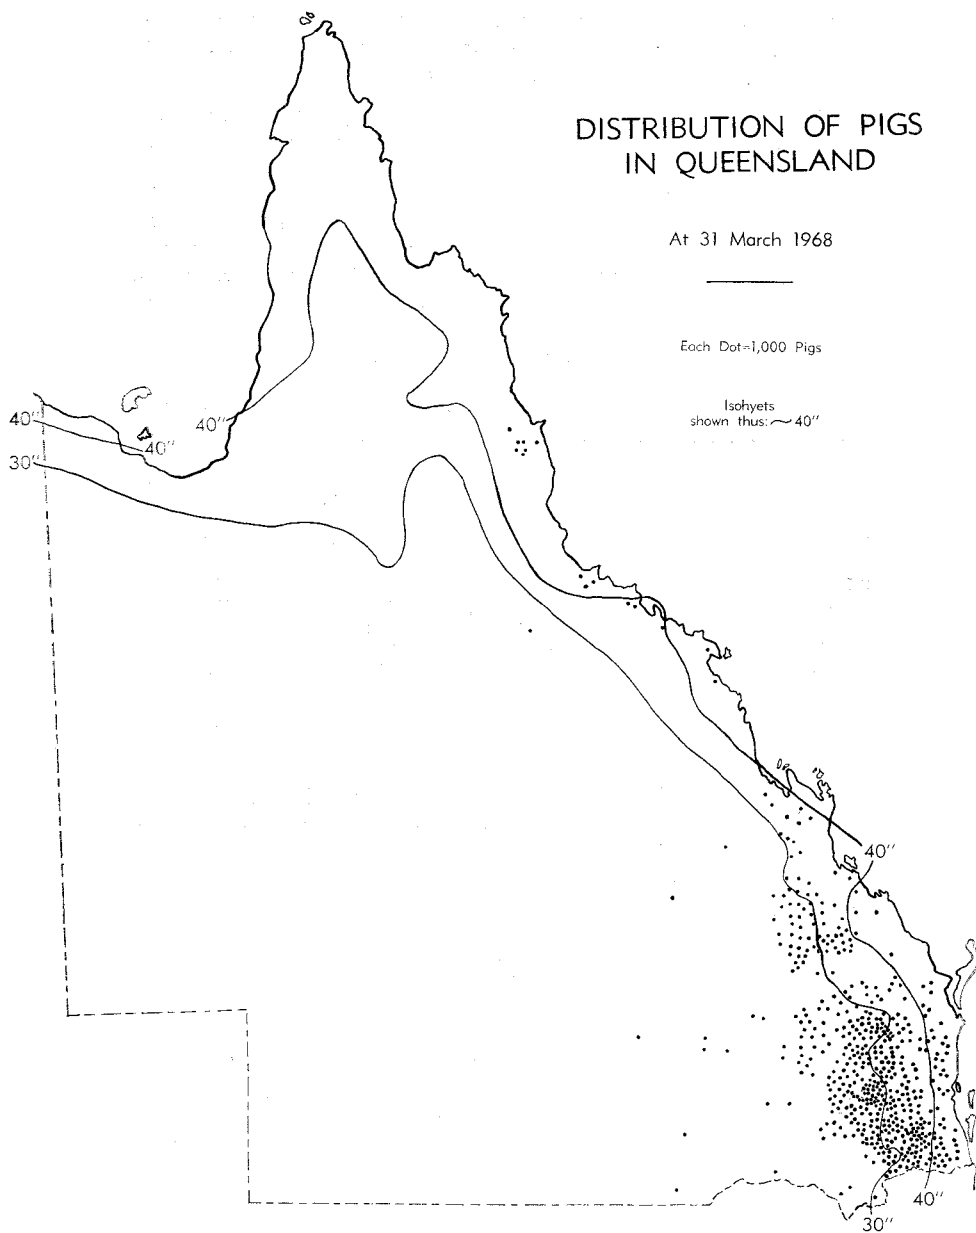 DISTRIBUTION OF PIGS
IN QUEENSLAND
At 31 March 1968
Each Dot=1,000 Pigs
Isohyets
shown thus: 40"
40"
40"
40"
30"
40"
40"
30"